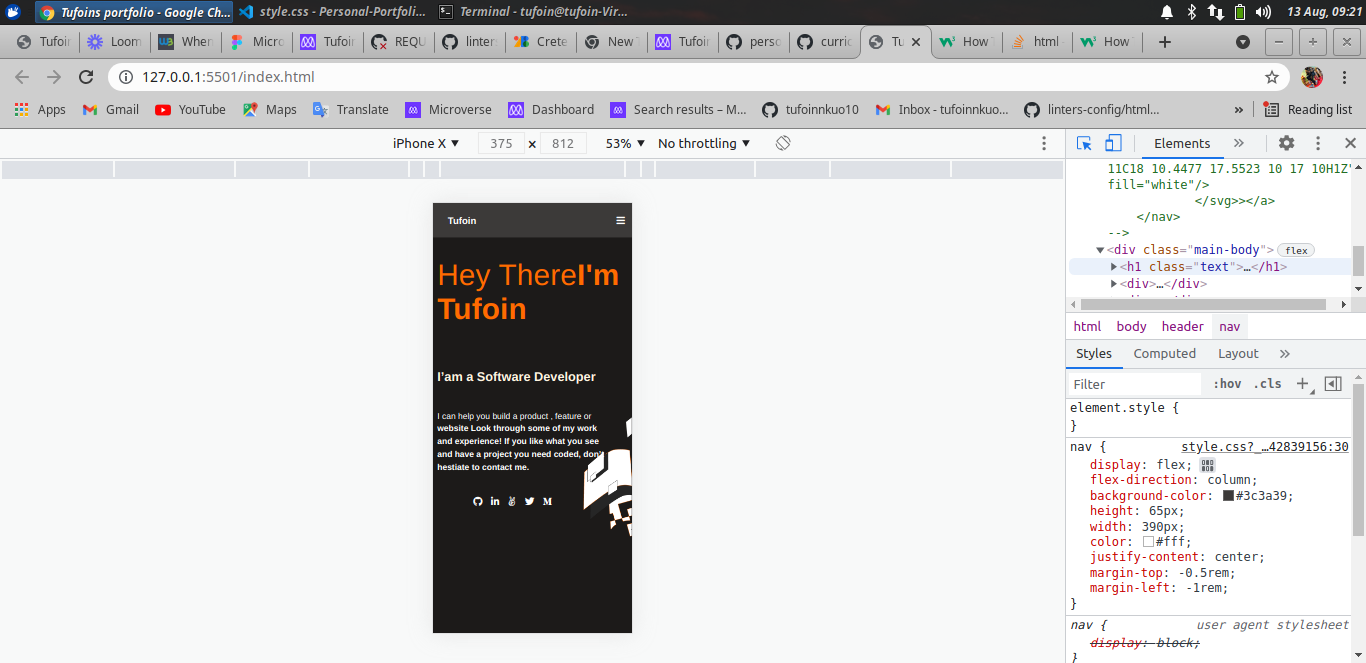 Tufoins portfolio - Google Ch... style.css - Personal-Portfoli... Terminal - tufoin@tufoin-Vir... 13 Aug, 09:21
Tufoir Loom Wher Micro Tufoir REQU linter Crete New Tufoir perso curric Tu How html How
127.0.0.1:5501/index.html
Apps Gmail YouTube Maps Translate Microverse Dashboard Search results – M... tufoinnkuo10 Inbox - tufoinnkuo... linters-config/html... » Reading list
iPhone X ▼ 375 × 812 53% ▼ No throttling ▼
Elements »
11C18 10.4477 17.5523 10 17 10H1Z"
fill="white"/>
</svg>></a>
</nav>
-->
▼<div class="main-body"> flex
▶<h1 class="text">…</h1>
▶<div>…</div>
html body header nav
Styles Computed Layout »
Filter :hov .cls +
element.style {
}
nav { style.css?_…42839156:30
display: flex;
flex-direction: column;
background-color: #3c3a39;
height: 65px;
width: 390px;
color: #fff;
justify-content: center;
margin-top: -0.5rem;
margin-left: -1rem;
}
nav { user agent stylesheet
display: block;
}
Tufoin
Hey ThereI'm
Tufoin
I'am a Software Developer
I can help you build a product , feature or
website Look through some of my work
and experience! If you like what you see
and have a project you need coded, don't
hestiate to contact me.